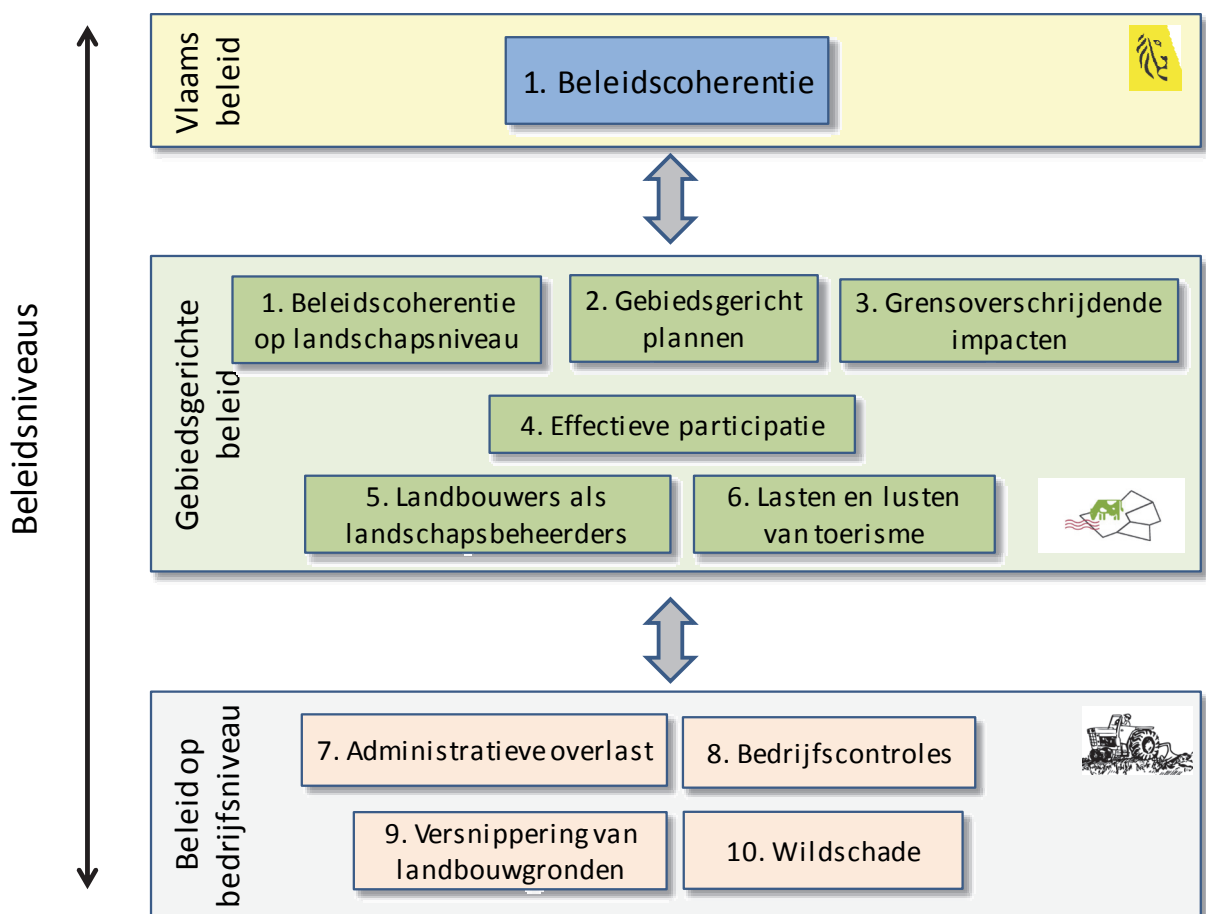 Beleidsniveaus
Vlaams
beleid
1. Beleidscoherentie
Gebiedsgerichte
beleid
1. Beleidscoherentie
op landschapsniveau
2. Gebiedsgericht
plannen
3. Grensoverschrijdende
impacten
4. Effectieve participatie
5. Landbouwers als
landschapsbeheerders
6. Lasten en lusten
van toerisme
Beleid op
bedrijfsniveau
7. Administratieve overlast
8. Bedrijfscontroles
9. Versnippering van
landbouwgronden
10. Wildschade